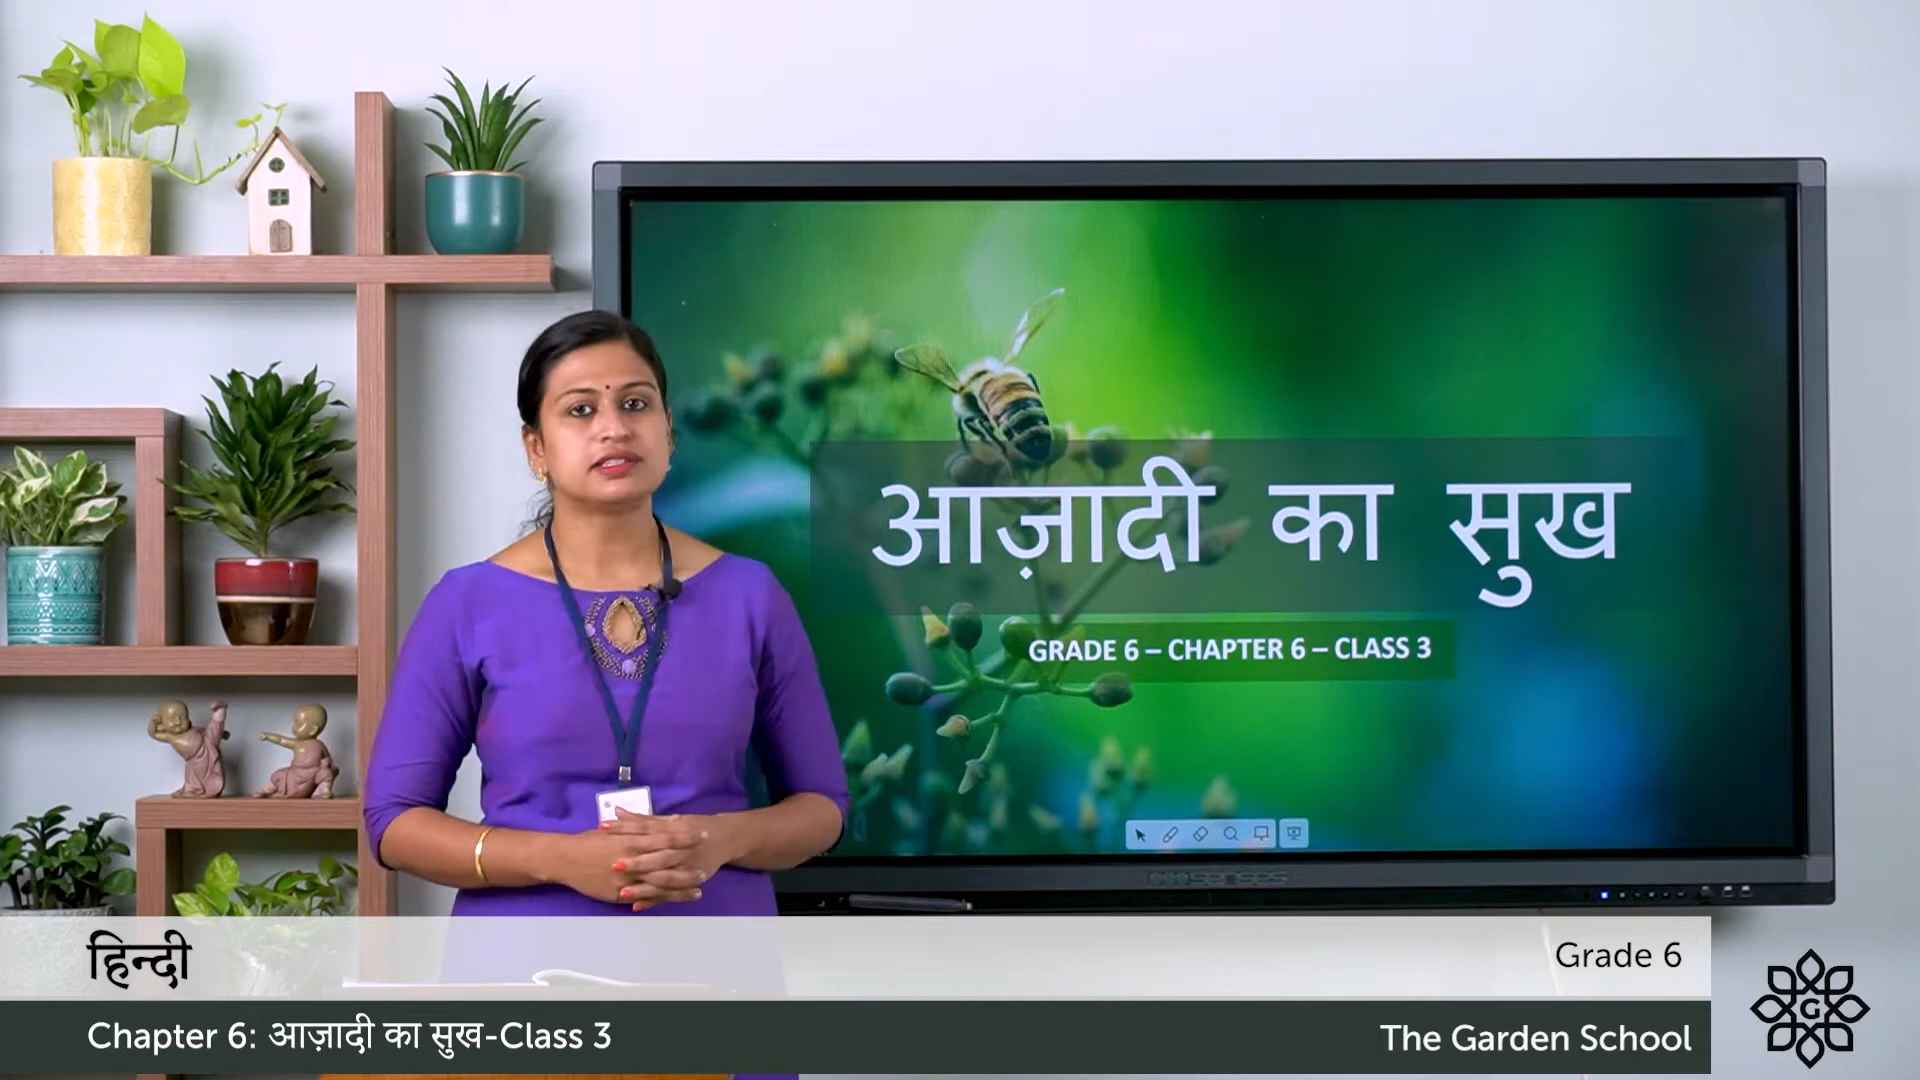 आज़ादी का सुख
GRADE 6 – CHAPTER 6 – CLASS 3
हिन्दी
Grade 6
Chapter 6: आज़ादी का सुख-Class 3
The Garden School
G